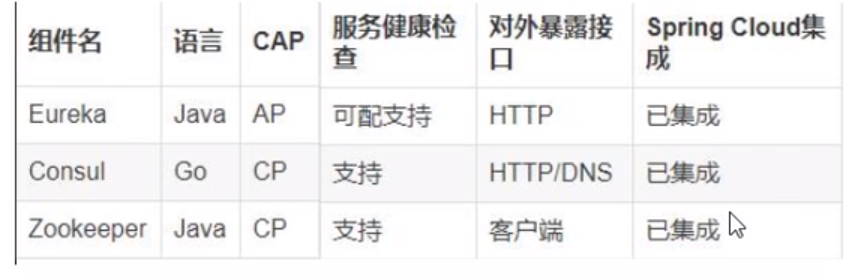 组件名 语言 CAP 服务健康检查 对外暴露接口 Spring Cloud集成
Eureka Java AP 可配支持 HTTP 已集成
Consul Go CP 支持 HTTP/DNS 已集成
Zookeeper Java CP 支持 客户端 已集成